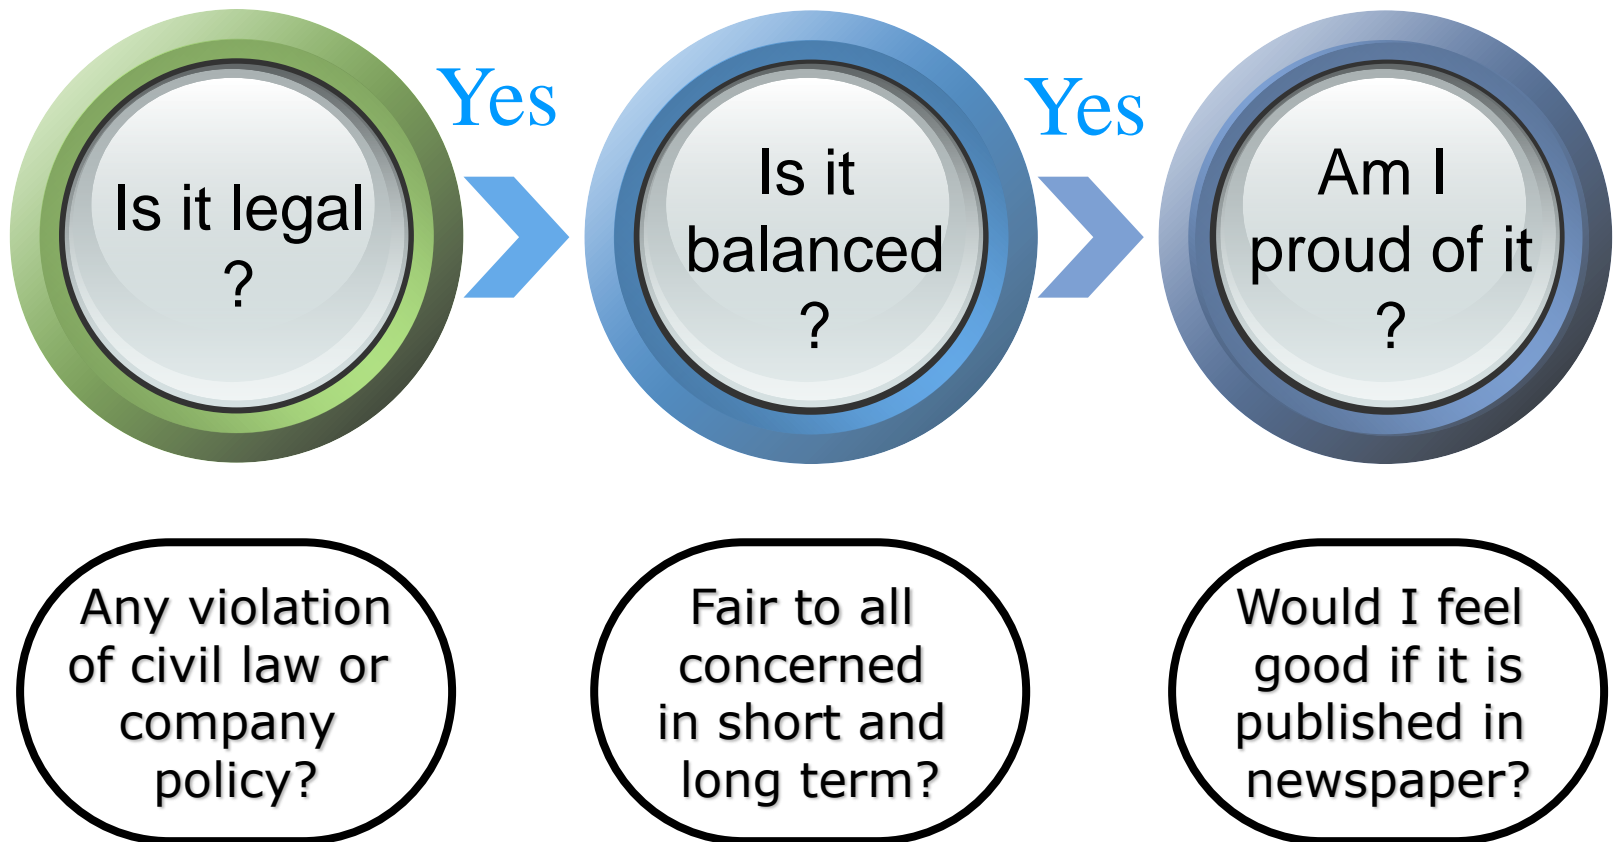 Is it legal
?
Yes
Is it
balanced
?
Yes
Am I
proud of it
?
Any violation
of civil law or
company
policy?
Fair to all
concerned
in short and
long term?
Would I feel
good if it is
published in
newspaper?